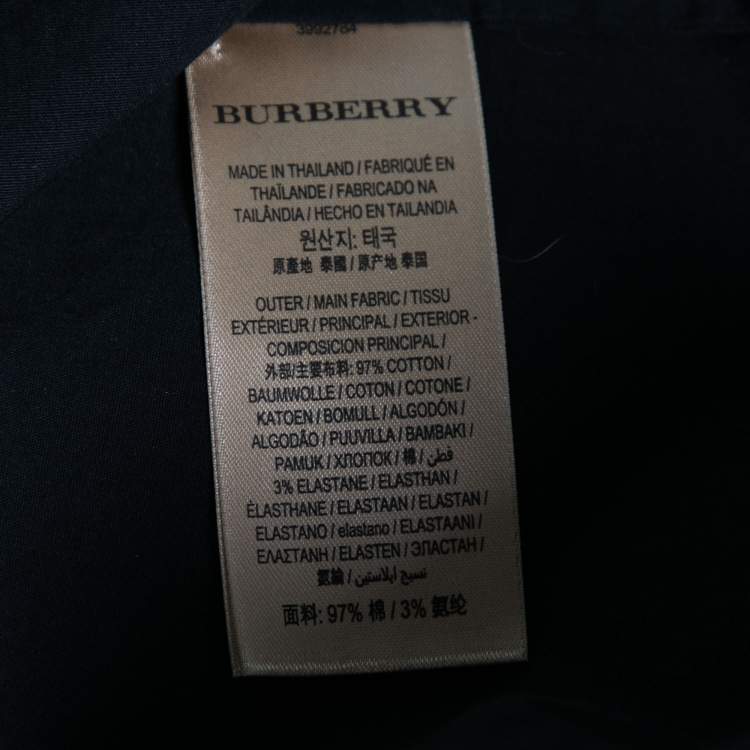 3992784
BURBERRY
MADE IN THAILAND / FABRIQUÉ EN
THAÏLANDE / FABRICADO NA
TAILÂNDIA / HECHO EN TAILANDIA
원산지: 태국
原產地 泰國 / 原产地 泰国
OUTER / MAIN FABRIC / TISSU
EXTÉRIEUR / PRINCIPAL / EXTERIOR -
COMPOSICION PRINCIPAL /
外部/主要布料: 97% COTTON /
BAUMWOLLE / COTON / COTONE /
KATOEN / BOMULL / ALGODÓN /
ALGODÃO / PUUVILLA / BAMBAKI /
PAMUK / ХЛОПОК / 棉 / قطن /
3% ELASTANE / ELASTHAN /
ÉLASTHANE / ELASTAAN / ELASTAN /
ELASTANO / elastano / ELASTAANI /
ΕΛΑΣΤΑΝΗ / ELASTEN / ЭЛАСТАН /
氨綸 / نسيج ايلاستين
面料: 97% 棉 / 3% 氨纶